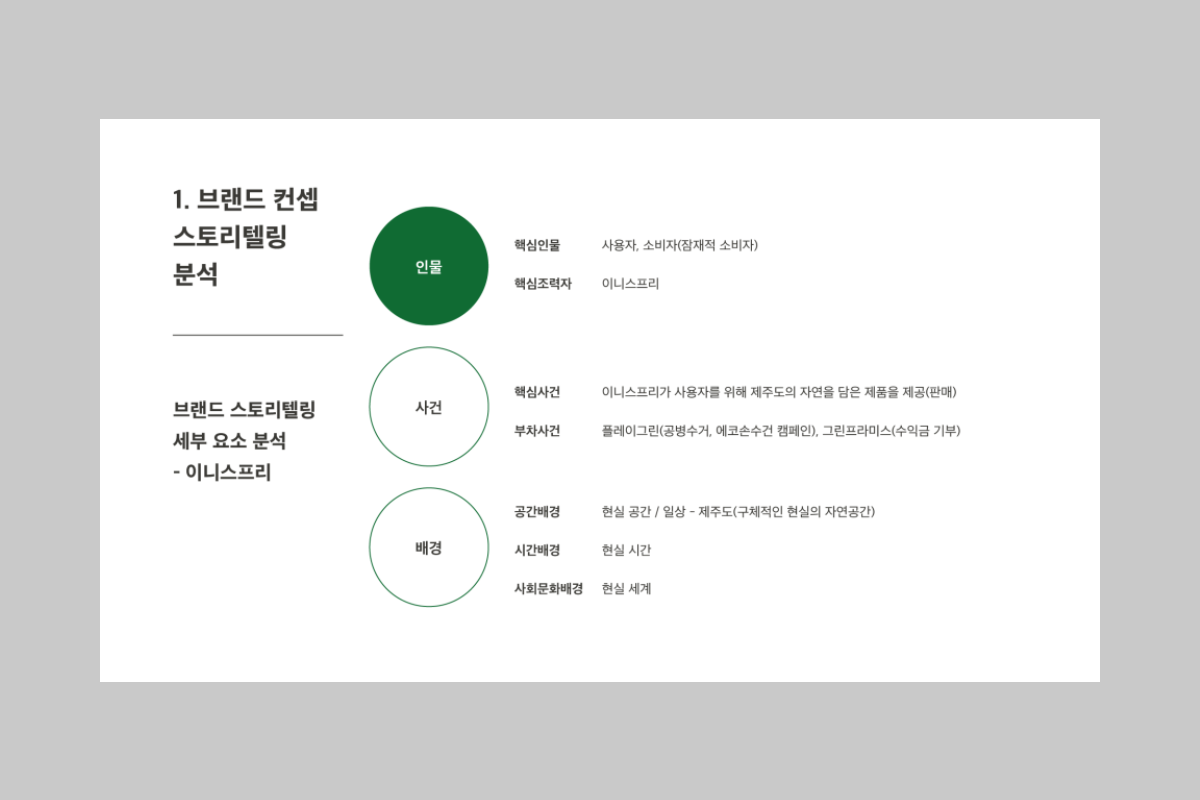 1. 브랜드 컨셉
스토리텔링
분석
브랜드 스토리텔링
세부 요소 분석
- 이니스프리
인물
핵심인물 사용자, 소비자(잠재적 소비자)
핵심조력자 이니스프리
사건
핵심사건 이니스프리가 사용자를 위해 제주도의 자연을 담은 제품을 제공(판매)
부차사건 플레이그린(공병수거, 에코손수건 캠페인), 그린프라미스(수익금 기부)
배경
공간배경 현실 공간 / 일상 - 제주도(구체적인 현실의 자연공간)
시간배경 현실 시간
사회문화배경 현실 세계